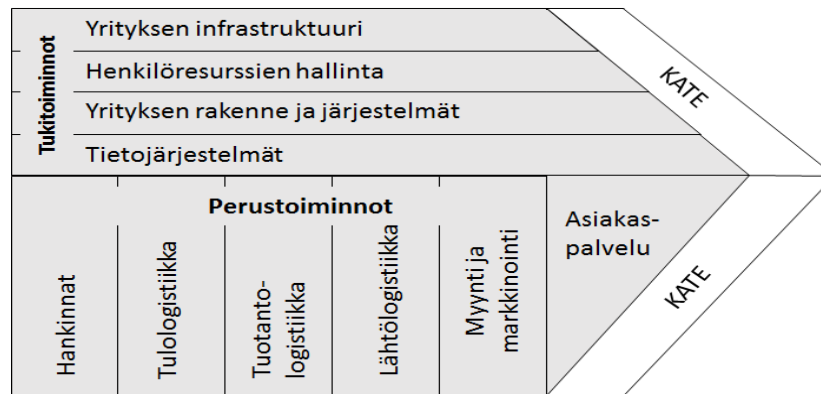 Tukitoiminnot
Yrityksen infrastruktuuri
Henkilöresurssien hallinta
Yrityksen rakenne ja järjestelmät
Tietojärjestelmät
KATE
Perustoiminnot
Hankinnat
Tulologistiikka
Tuotanto-
logistiikka
Lähtölogistiikka
Myynti ja
markkinointi
Asiakas-
palvelu
KATE